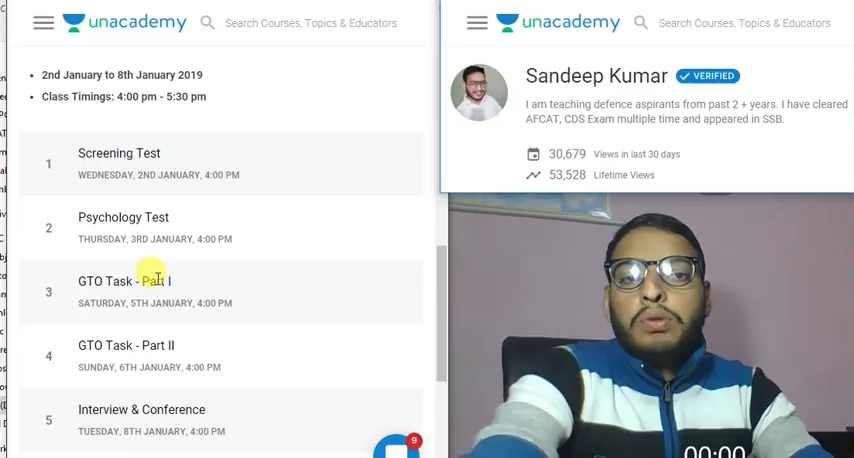 unacademy
Search Courses, Topics & Educators
2nd January to 8th January 2019
Class Timings: 4:00 pm - 5:30 pm
1
Screening Test
WEDNESDAY, 2ND JANUARY, 4:00 PM
2
Psychology Test
THURSDAY, 3RD JANUARY, 4:00 PM
3
GTO Task - Part I
SATURDAY, 5TH JANUARY, 4:00 PM
4
GTO Task - Part II
SUNDAY, 6TH JANUARY, 4:00 PM
5
Interview & Conference
TUESDAY, 8TH JANUARY, 4:00 PM
9
unacademy
Search Courses, Topics & Educators
Sandeep Kumar
VERIFIED
I am teaching defence aspirants from past 2 + years. I have cleared
AFCAT, CDS Exam multiple time and appeared in SSB.
30,679 Views in last 30 days
53,528 Lifetime Views
00:00